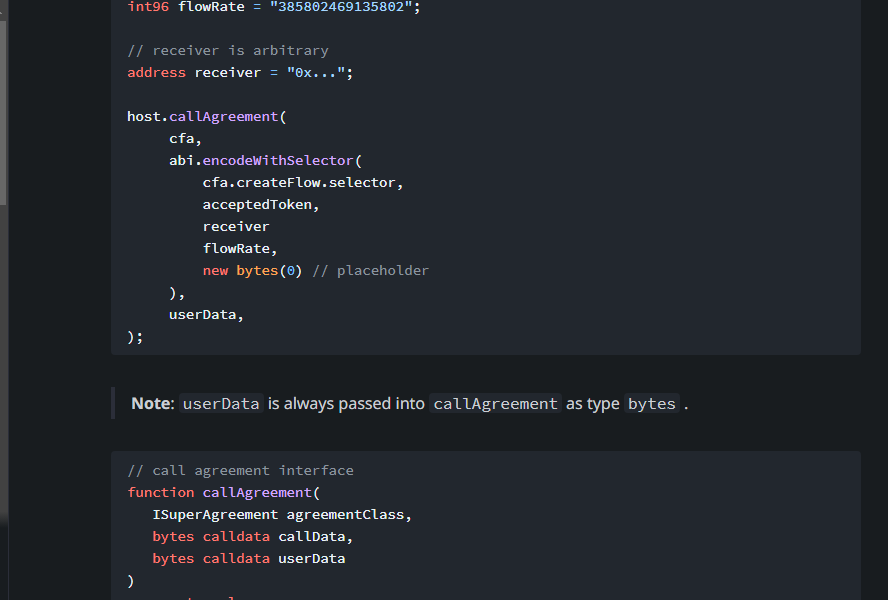 int96 flowRate = "385802469135802";
// receiver is arbitrary
address receiver = "0x...";
host.callAgreement(
cfa,
abi.encodeWithSelector(
cfa.createFlow.selector,
acceptedToken,
receiver
flowRate,
new bytes(0) // placeholder
),
userData,
);
Note: userData is always passed into callAgreement as type bytes .
// call agreement interface
function callAgreement(
ISuperAgreement agreementClass,
bytes calldata callData,
bytes calldata userData
)